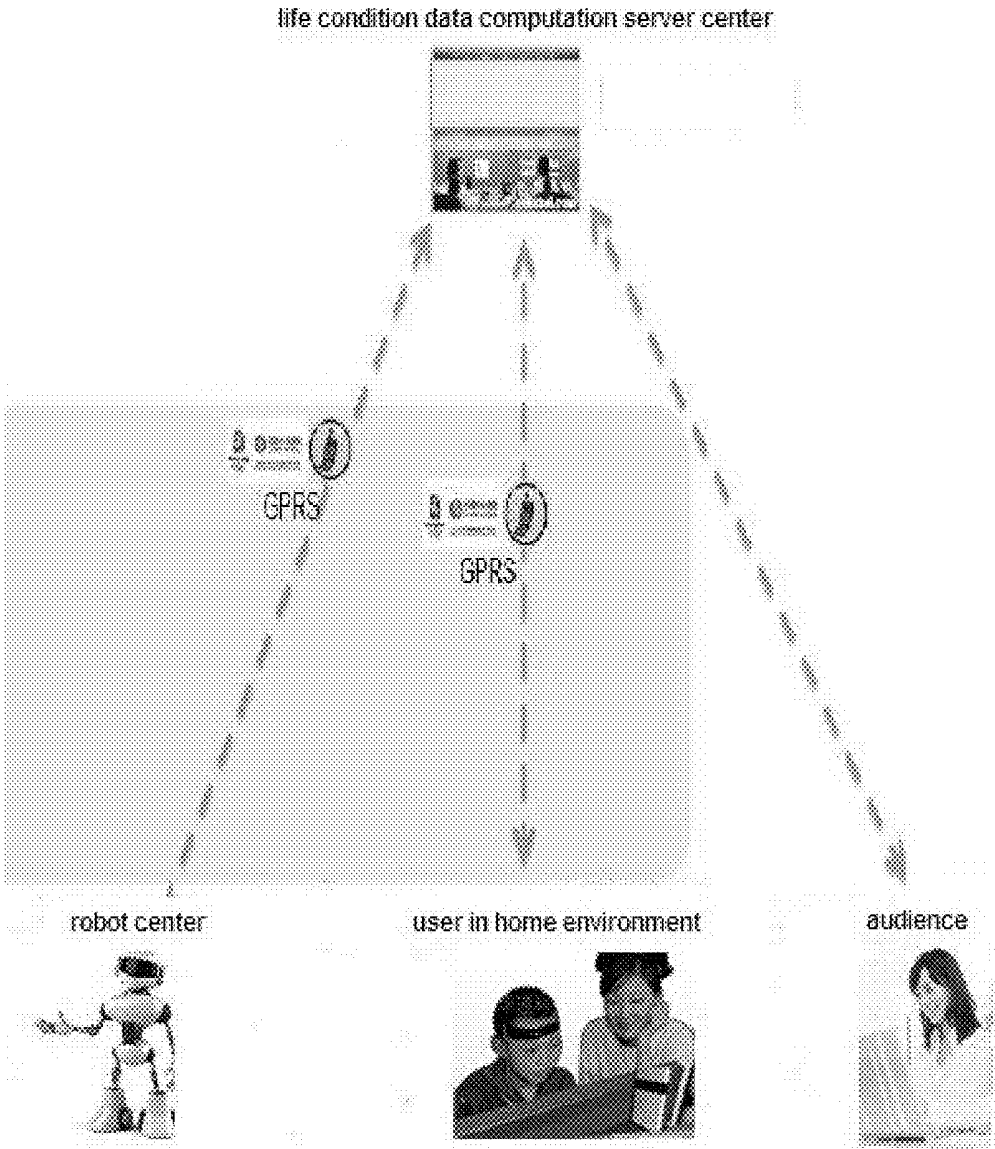 life condition data computation server center
GPRS
GPRS
robot center
user in home environment
audience